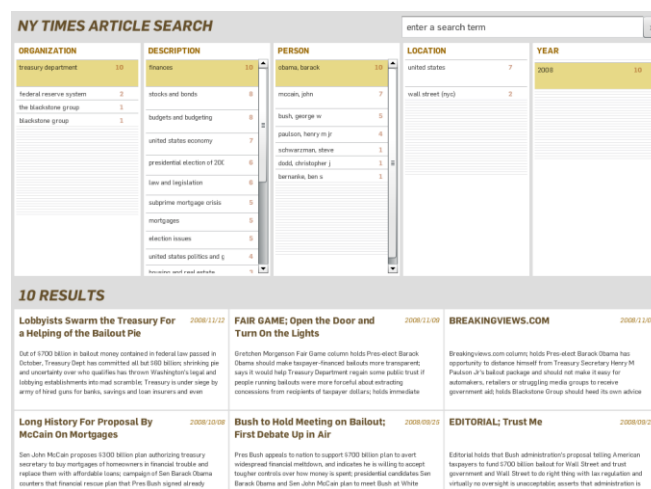 NY TIMES ARTICLE SEARCH
enter a search term
ORGANIZATION
treasury department 10
federal reserve system 2
the blackstone group 1
blackstone group 1
DESCRIPTION
finances 10
stocks and bonds 8
budgets and budgeting 8
united states economy 7
presidential election of 200 6
law and legislation 6
subprime mortgage crisis 5
mortgages 5
election issues 5
united states politics and g 4
housing and real estate
PERSON
obama, barack 10
mccain, john 7
bush, george w 5
paulson, henry m jr 4
schwarzman, steve 1
dodd, christopher j 1
bernanke, ben s 1
LOCATION
united states 7
wall street (nyc) 2
YEAR
2008 10
10 RESULTS
Lobbyists Swarm the Treasury For 2008/11/12
a Helping of the Bailout Pie
Out of $700 billion in bailout money contained in federal law passed in
October, Treasury Dept has committed all but $60 billion; shrinking pie
and uncertainty over who qualifies has thrown Washington's legal and
lobbying establishments into mad scramble; Treasury is under siege by
army of hired guns for banks, savings and loan insurers and even
FAIR GAME; Open the Door and 2008/11/09
Turn On the Lights
Gretchen Morgenson Fair Game column holds Pres-elect Barack
Obama should make taxpayer-financed bailouts more transparent;
says it would help Treasury Department regain some public trust if
people running bailouts were more forceful about extracting
concessions from recipients of taxpayer dollars; holds immediate
BREAKINGVIEWS.COM 2008/11/0
Breakingviews.com column; holds Pres-elect Barack Obama has
opportunity to distance himself from Treasury Secretary Henry M
Paulson Jr's bailout package and should not make it easy for
automakers, retailers or struggling media groups to receive
government aid; holds Blackstone Group should heed its own advice
Long History For Proposal By 2008/10/08
McCain On Mortgages
Sen John McCain proposes $300 billion plan authorizing treasury
secretary to buy mortgages of homeowners in financial trouble and
replace them with affordable loans; campaign of Sen Barack Obama
counters that financial rescue plan that Pres Bush signed already
Bush to Hold Meeting on Bailout; 2008/09/25
First Debate Up in Air
Pres Bush appeals to nation to support $700 billion plan to avert
widespread financial meltdown, and indicates he is willing to accept
tougher controls over how money is spent; presidential candidates Sen
Barack Obama and Sen John McCain plan to meet Bush at White
EDITORIAL; Trust Me 2008/09/2
Editorial holds that Bush administration's proposal telling American
taxpayers to fund $700 billion bailout for Wall Street and trust
government and Wall Street to do right thing with lax regulation and
virtually no oversight is unacceptable; asserts that administration is